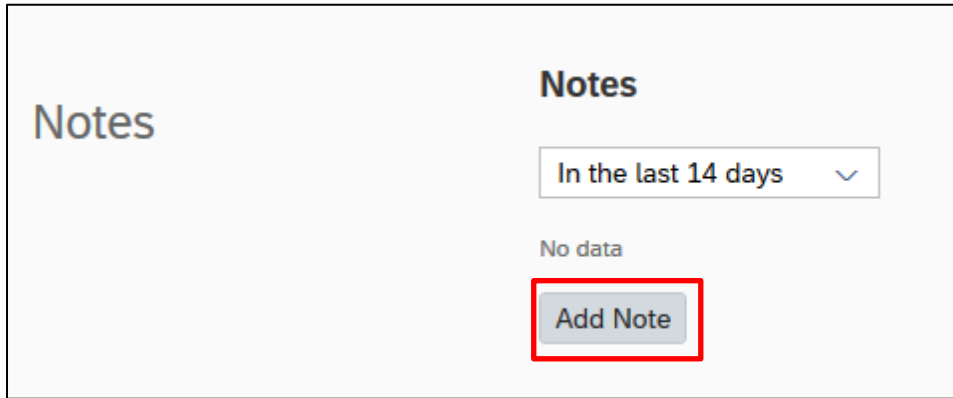 Notes
Notes
In the last 14 days
No data
Add Note